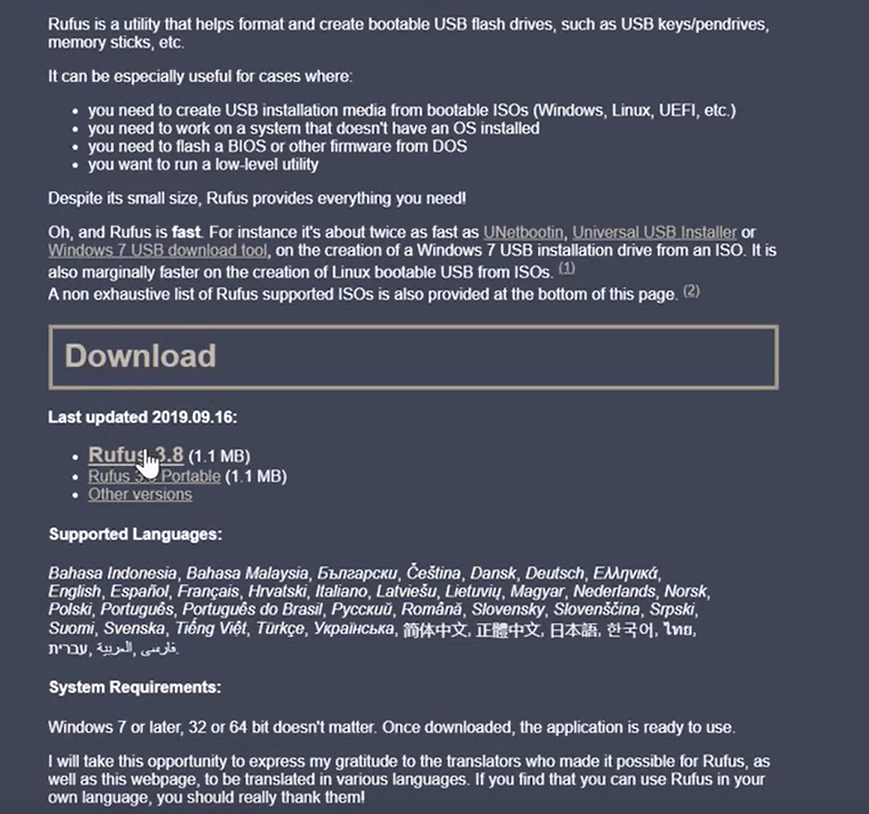 Rufus is a utility that helps format and create bootable USB flash drives, such as USB keys/pendrives,
memory sticks, etc.
It can be especially useful for cases where:
• you need to create USB installation media from bootable ISOs (Windows, Linux, UEFI, etc.)
• you need to work on a system that doesn't have an OS installed
• you need to flash a BIOS or other firmware from DOS
• you want to run a low-level utility
Despite its small size, Rufus provides everything you need!
Oh, and Rufus is fast. For instance it's about twice as fast as UNetbootin, Universal USB Installer or
Windows 7 USB download tool, on the creation of a Windows 7 USB installation drive from an ISO. It is
also marginally faster on the creation of Linux bootable USB from ISOs. (1)
A non exhaustive list of Rufus supported ISOs is also provided at the bottom of this page. (2)
Download
Last updated 2019.09.16:
• Rufus 3.8 (1.1 MB)
• Rufus 3.8 Portable (1.1 MB)
• Other versions
Supported Languages:
Bahasa Indonesia, Bahasa Malaysia, Български, Čeština, Dansk, Deutsch, Ελληνικά,
English, Español, Français, Hrvatski, Italiano, Latviešu, Lietuvių, Magyar, Nederlands, Norsk,
Polski, Português, Português do Brasil, Русский, Română, Slovensky, Slovenščina, Srpski,
Suomi, Svenska, Tiếng Việt, Türkçe, Українська, 简体中文, 正體中文, 日本語, 한국어, ไทย,
עברית, العربية, فارسی.
System Requirements:
Windows 7 or later, 32 or 64 bit doesn't matter. Once downloaded, the application is ready to use.
I will take this opportunity to express my gratitude to the translators who made it possible for Rufus, as
well as this webpage, to be translated in various languages. If you find that you can use Rufus in your
own language, you should really thank them!